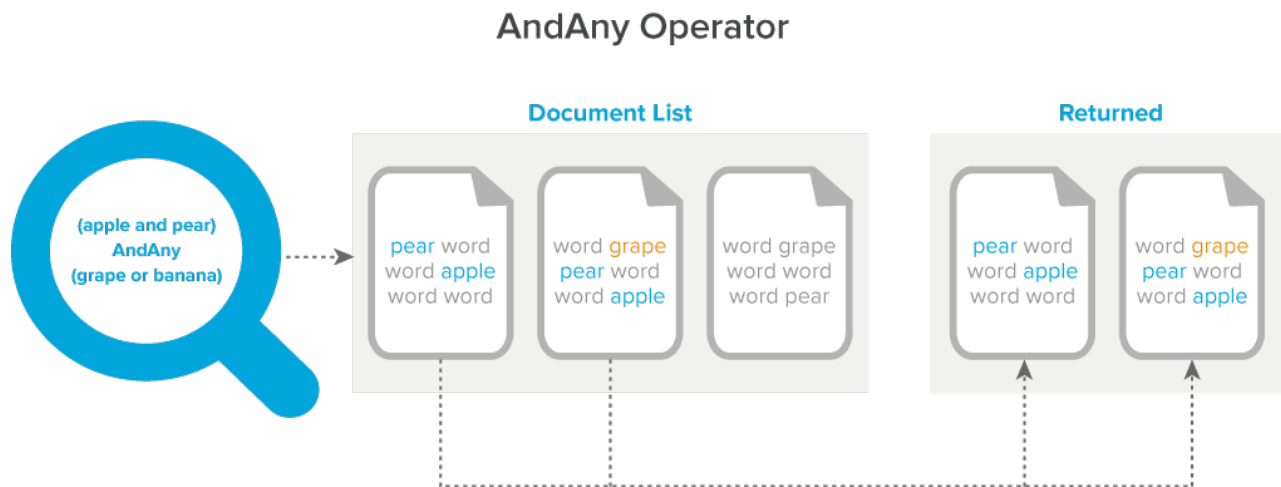 AndAny Operator
Document List
Returned
(apple and pear)
AndAny
(grape or banana)
pear word
word apple
word word
word grape
pear word
word apple
word grape
word word
word pear
pear word
word apple
word word
word grape
pear word
word apple